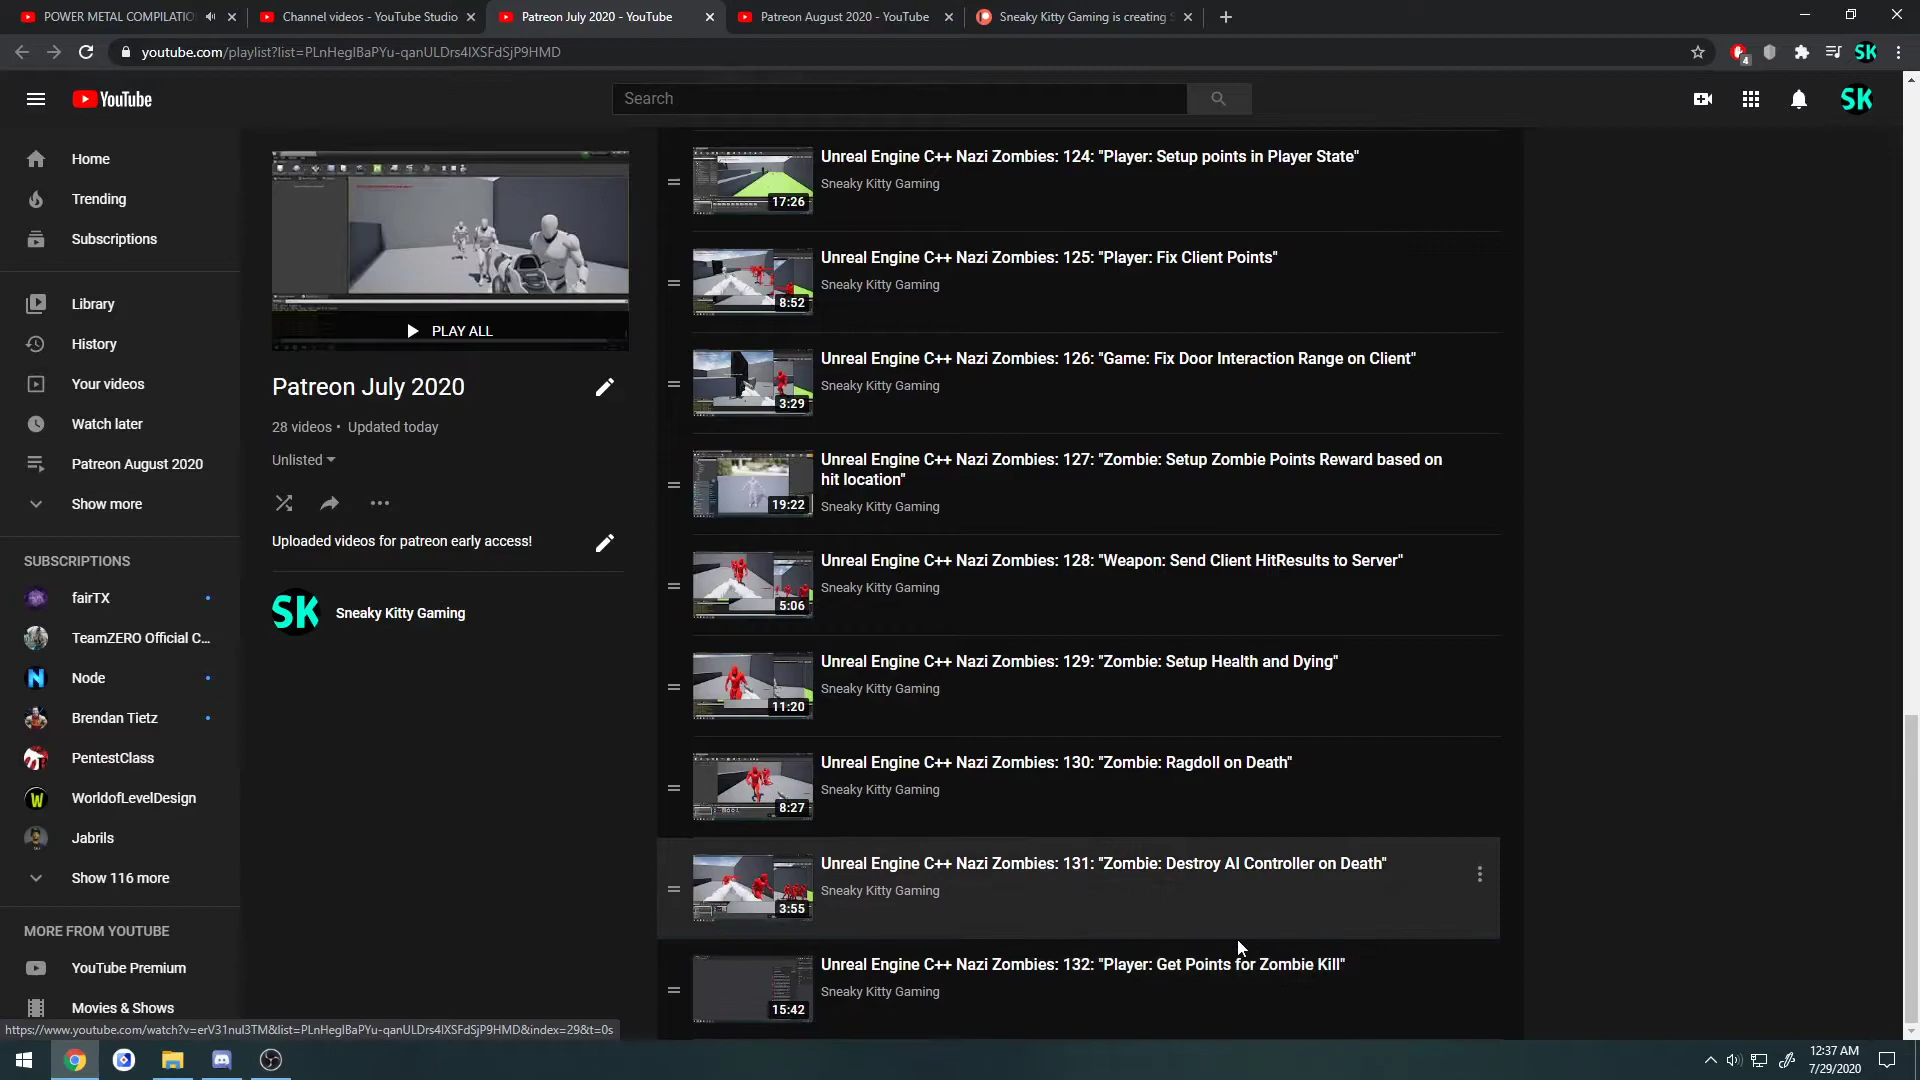 POWER METAL COMPILATIO
Channel videos - YouTube Studio
Patreon July 2020 - YouTube
Patreon August 2020 - YouTube
Sneaky Kitty Gaming is creating
youtube.com/playlist?list=PLnHeglBaPYu-qanULDrs4lXSFdSjP9HMD
4
SK
YouTube
Search
SK
Home
Trending
Subscriptions
Library
History
Your videos
Watch later
Patreon August 2020
Show more
SUBSCRIPTIONS
fairTX
TeamZERO Official C...
Node
Brendan Tietz
PentestClass
WorldofLevelDesign
Jabrils
Show 116 more
MORE FROM YOUTUBE
YouTube Premium
Movies & Shows
PLAY ALL
Patreon July 2020
28 videos • Updated today
Unlisted
Uploaded videos for patreon early access!
SK
Sneaky Kitty Gaming
17:26
Unreal Engine C++ Nazi Zombies: 124: "Player: Setup points in Player State"
Sneaky Kitty Gaming
8:52
Unreal Engine C++ Nazi Zombies: 125: "Player: Fix Client Points"
Sneaky Kitty Gaming
3:29
Unreal Engine C++ Nazi Zombies: 126: "Game: Fix Door Interaction Range on Client"
Sneaky Kitty Gaming
19:22
Unreal Engine C++ Nazi Zombies: 127: "Zombie: Setup Zombie Points Reward based on
hit location"
Sneaky Kitty Gaming
5:06
Unreal Engine C++ Nazi Zombies: 128: "Weapon: Send Client HitResults to Server"
Sneaky Kitty Gaming
11:20
Unreal Engine C++ Nazi Zombies: 129: "Zombie: Setup Health and Dying"
Sneaky Kitty Gaming
8:27
Unreal Engine C++ Nazi Zombies: 130: "Zombie: Ragdoll on Death"
Sneaky Kitty Gaming
3:55
Unreal Engine C++ Nazi Zombies: 131: "Zombie: Destroy AI Controller on Death"
Sneaky Kitty Gaming
15:42
Unreal Engine C++ Nazi Zombies: 132: "Player: Get Points for Zombie Kill"
Sneaky Kitty Gaming
https://www.youtube.com/watch?v=erV31nul3TM&list=PLnHeglBaPYu-qanULDrs4lXSFdSjP9HMD&index=29&t=0s
12:37 AM
7/29/2020